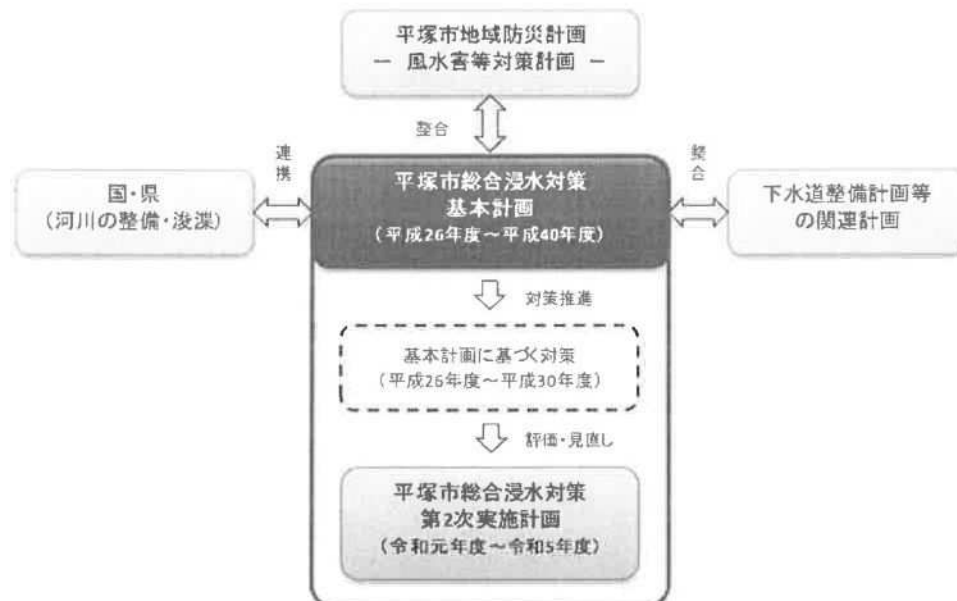 平塚市地域防災計画
― 風水害等対策計画 ―
整合
連携
整合
国・県
(河川の整備・浚渫)
平塚市総合浸水対策
基本計画
(平成26年度～平成40年度)
下水道整備計画等
の関連計画
対策推進
基本計画に基づく対策
(平成26年度～平成30年度)
評価・見直し
平塚市総合浸水対策
第2次実施計画
(令和元年度～令和5年度)